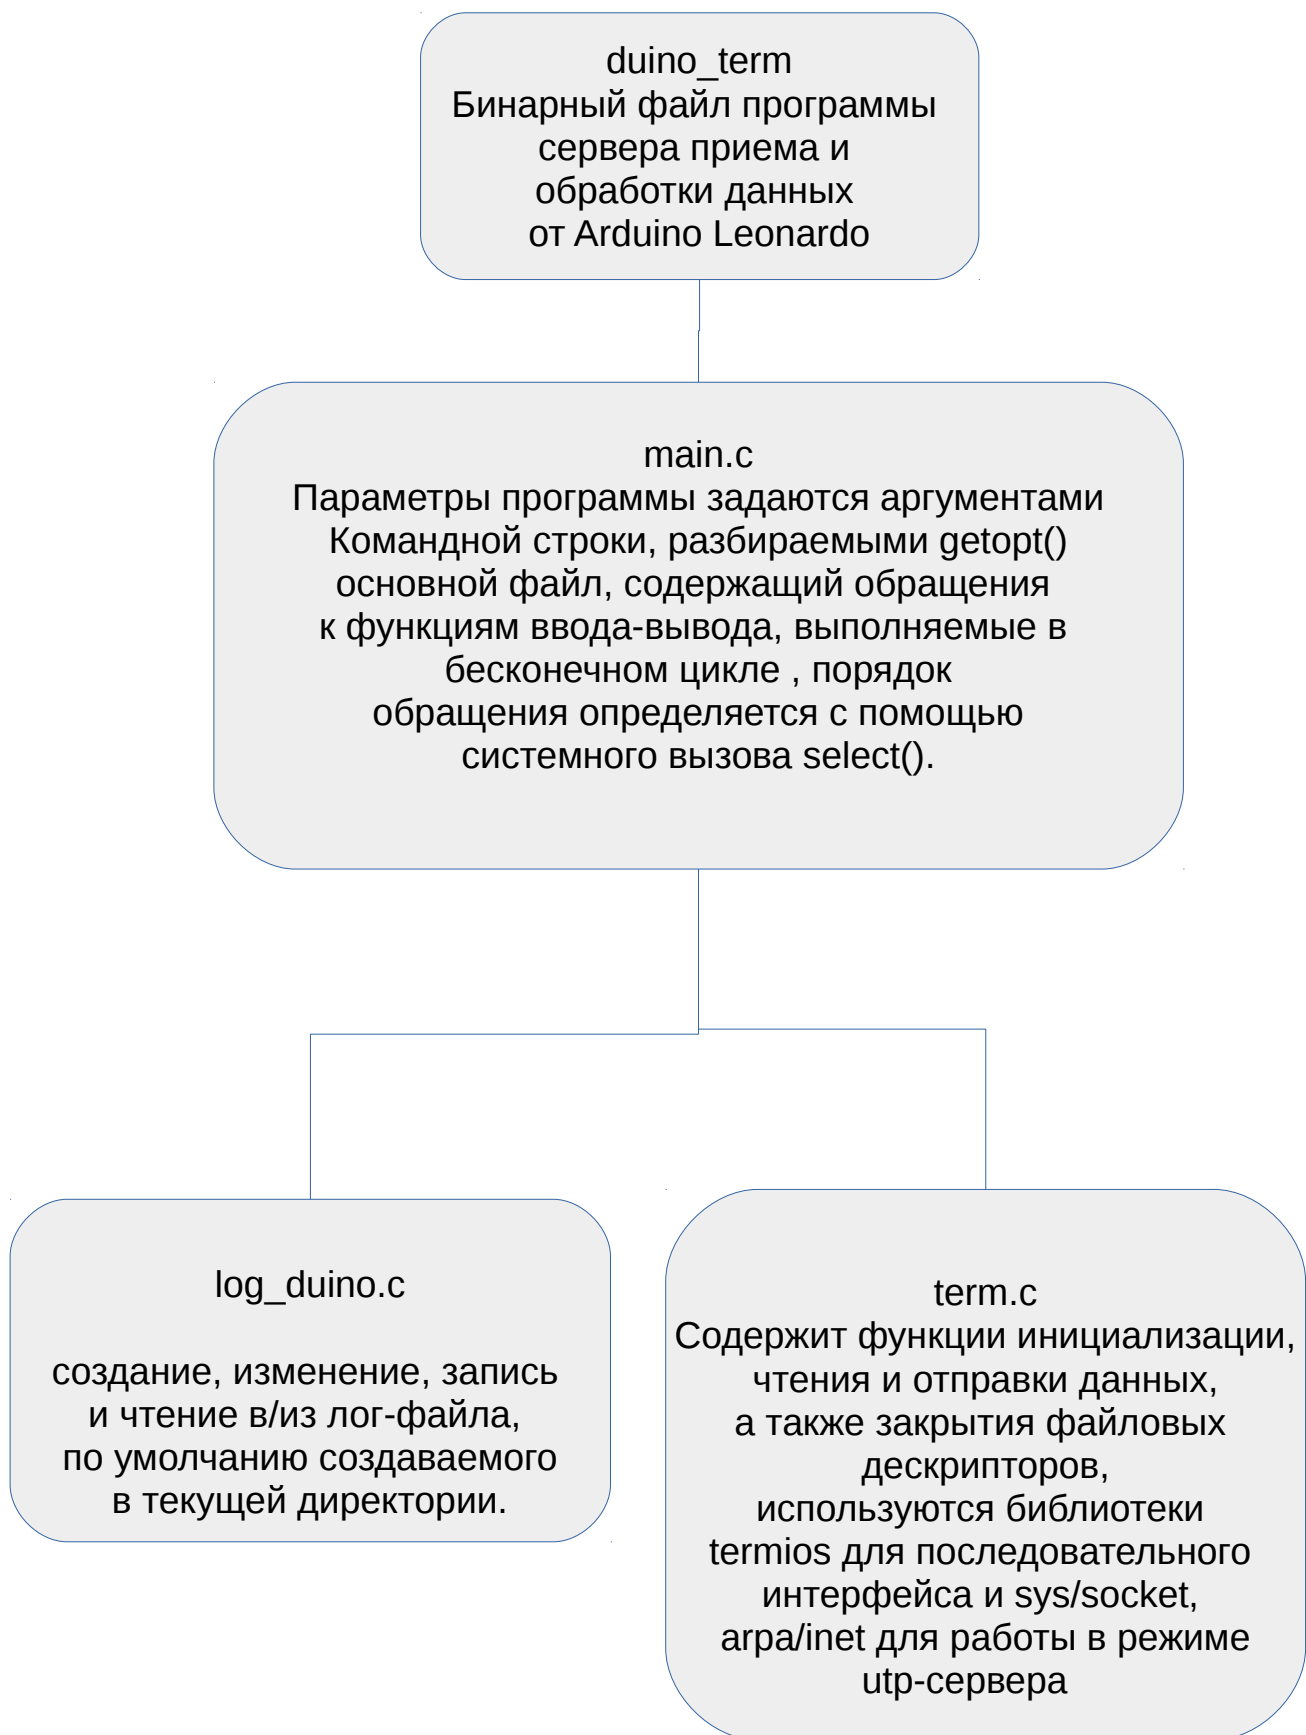 duino_term
Бинарный файл программы
сервера приема и
обработки данных
от Arduino Leonardo
main.c
Параметры программы задаются аргументами
Командной строки, разбираемыми getopt()
основной файл, содержащий обращения
к функциям ввода-вывода, выполняемые в
бесконечном цикле , порядок
обращения определяется с помощью
системного вызова select().
log_duino.c
создание, изменение, запись
и чтение в/из лог-файла,
по умолчанию создаваемого
в текущей директории.
term.c
Содержит функции инициализации,
чтения и отправки данных,
а также закрытия файловых
дескрипторов,
используются библиотеки
termios для последовательного
интерфейса и sys/socket,
arpa/inet для работы в режиме
utp-сервера